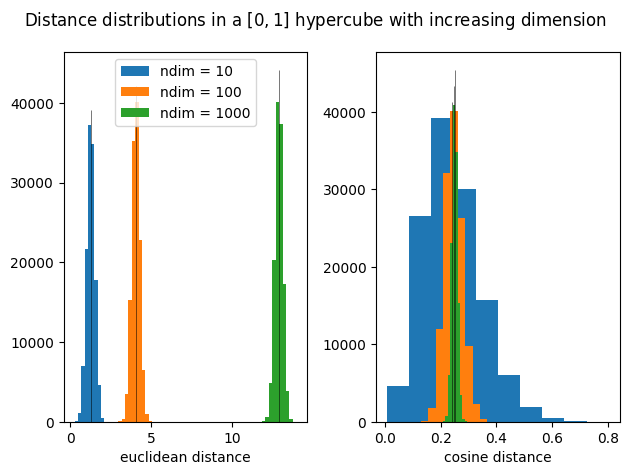 Distance distributions in a [0, 1] hypercube with increasing dimension
ndim = 10
ndim = 100
ndim = 1000
40000
30000
20000
10000
0
0 5 10
euclidean distance
40000
30000
20000
10000
0
0.0 0.2 0.4 0.6 0.8
cosine distance